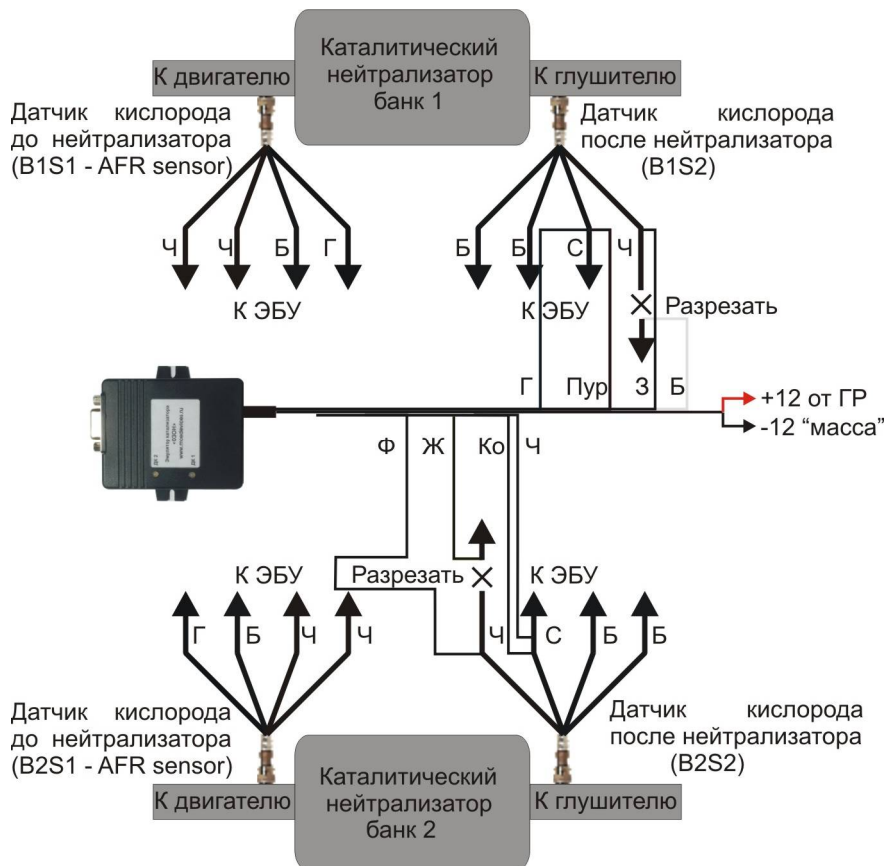 Каталитический
нейтрализатор
банк 1
К двигателю
К глушителю
Датчик кислорода
до нейтрализатора
(B1S1 - AFR sensor)
Датчик кислорода
после нейтрализатора
(B1S2)
Ч Ч Б Г
Б Б С Ч
К ЭБУ
К ЭБУ
Разрезать
Г Пур З Б
+12 от ГР
-12 “масса”
Ф Ж Ко Ч
К ЭБУ
Разрезать
К ЭБУ
Г Б Ч Ч
Ч С Б Б
Датчик кислорода
до нейтрализатора
(B2S1 - AFR sensor)
Датчик кислорода
после нейтрализатора
(B2S2)
К двигателю
Каталитический
нейтрализатор
банк 2
К глушителю